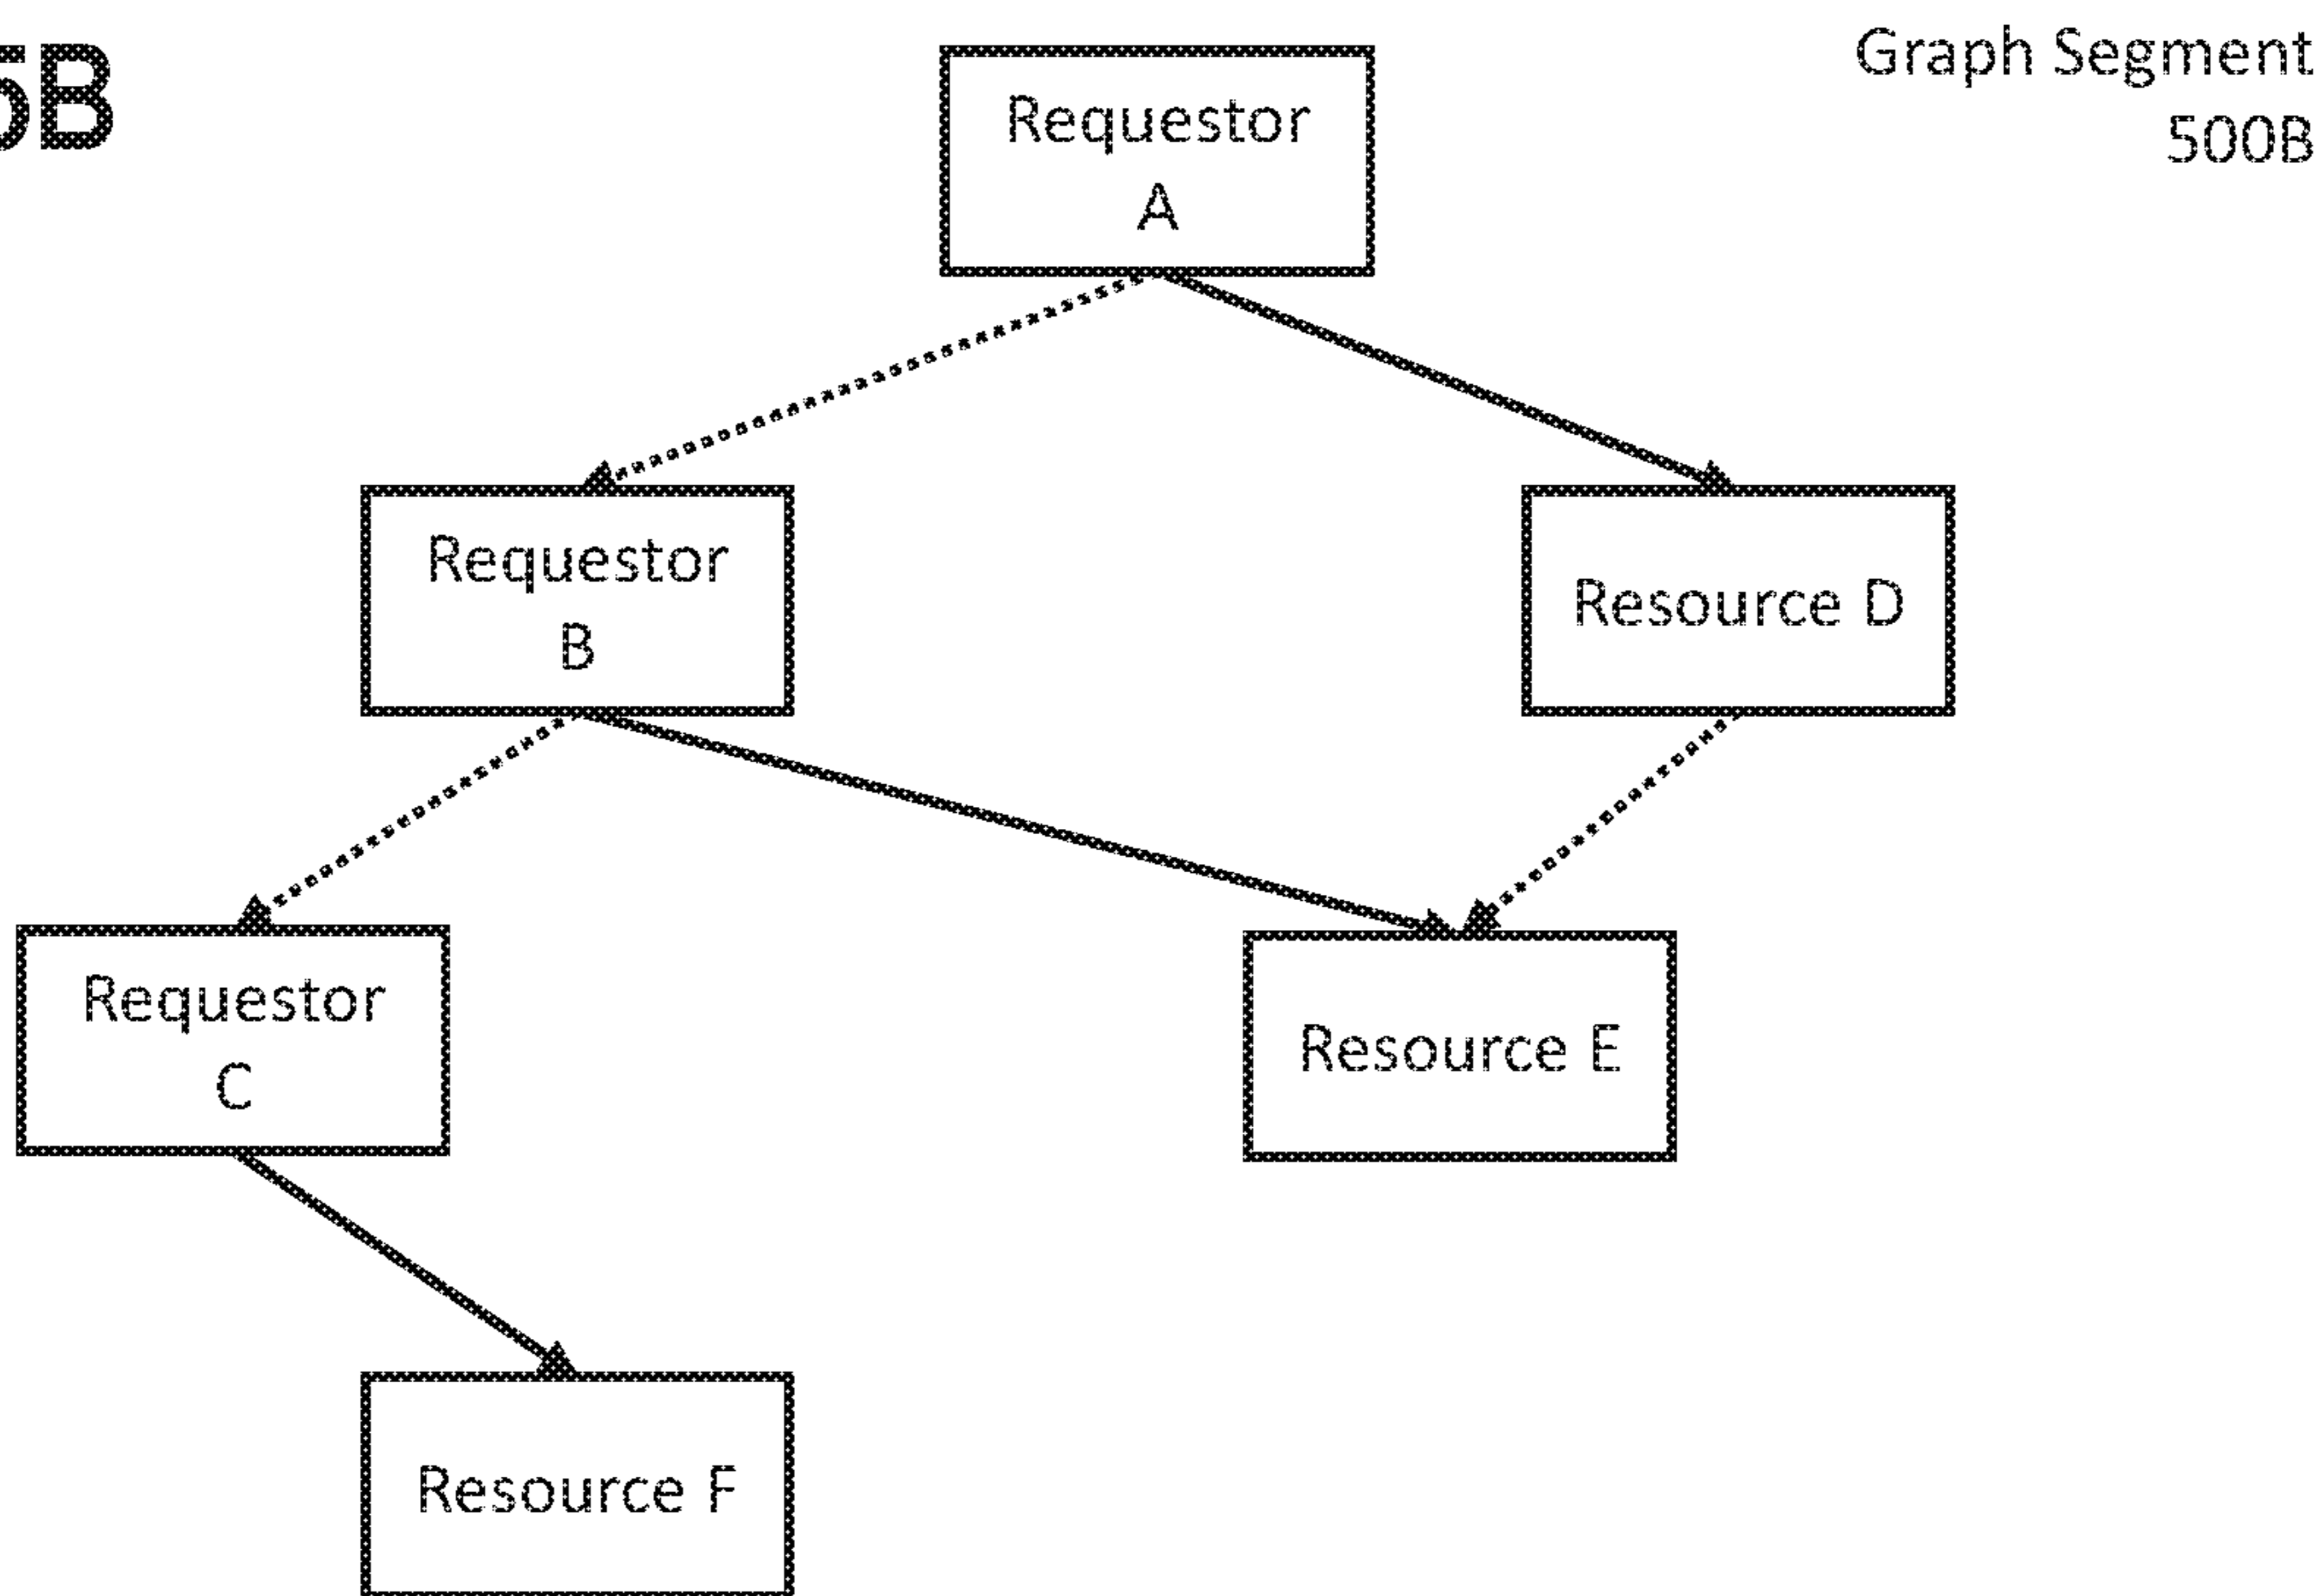 5B
Graph Segment
500B
Requestor
A
Requestor
B
Resource D
Requestor
C
Resource E
Resource F